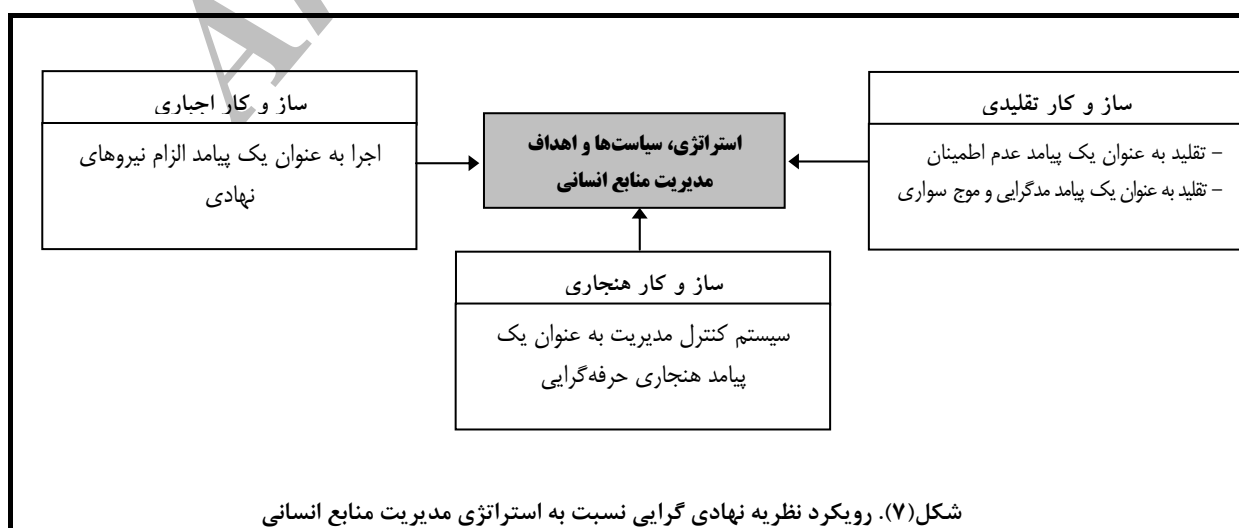 ساز و کار تقلیدی
- تقلید به عنوان یک پیامد عدم اطمینان
- تقلید به عنوان یک پیامد مدگرایی و موج سواری
استراتژی، سیاست‌ها و اهداف
مدیریت منابع انسانی
ساز و کار اجباری
اجرا به عنوان یک پیامد الزام نیروهای
نهادی
ساز و کار هنجاری
سیستم کنترل مدیریت به عنوان یک
پیامد هنجاری حرفه‌گرایی
شکل(۷). رویکرد نظریه نهادی گرایی نسبت به استراتژی مدیریت منابع انسانی